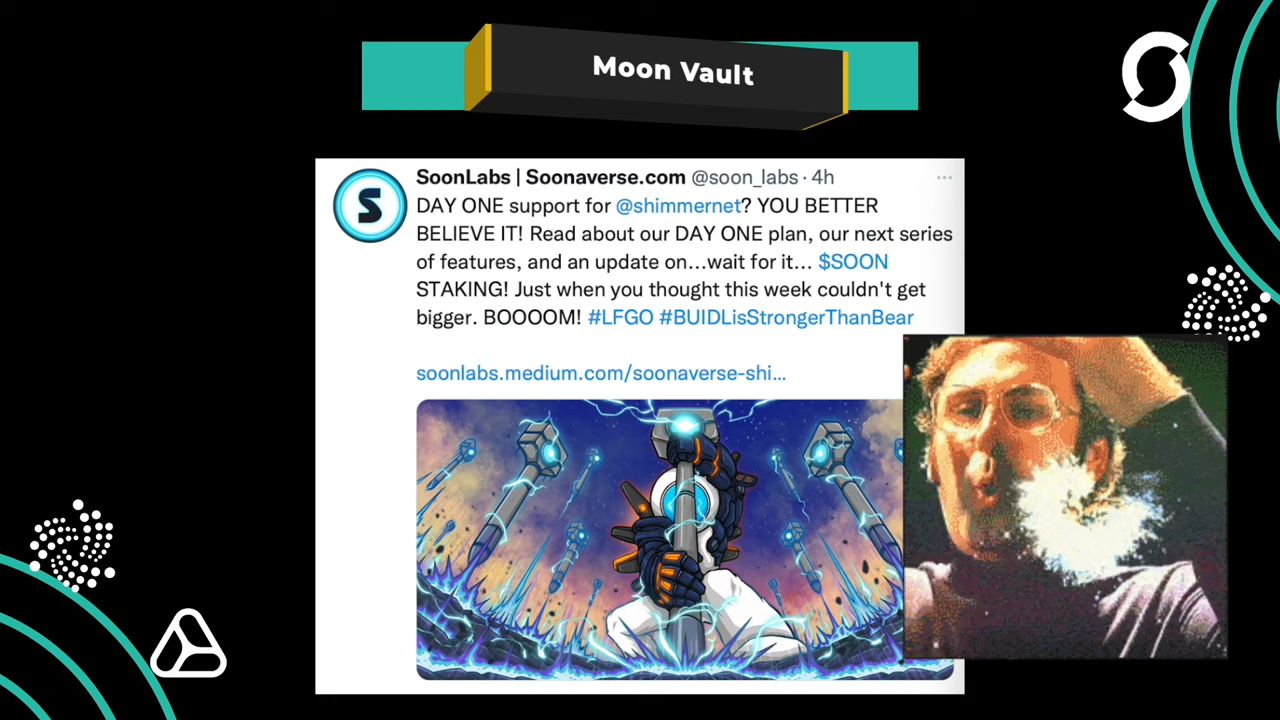 Moon Vault
SoonLabs | Soonaverse.com @soon_labs · 4h
DAY ONE support for @shimmernet? YOU BETTER
BELIEVE IT! Read about our DAY ONE plan, our next series
of features, and an update on...wait for it... $SOON
STAKING! Just when you thought this week couldn't get
bigger. BOOOOM! #LFGO #BUIDLisStrongerThanBear
soonlabs.medium.com/soonaverse-shi...